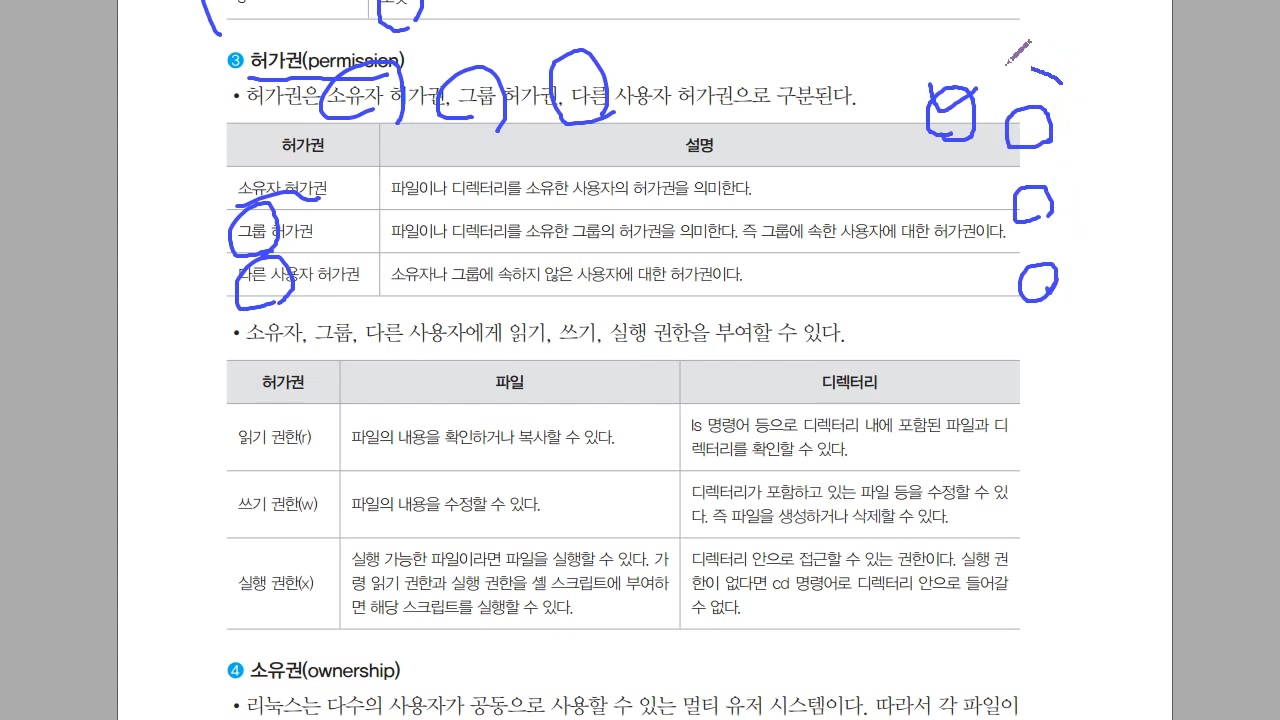 ❸ 허가권(permission)
• 허가권은 소유자 허가권, 그룹 허가권, 다른 사용자 허가권으로 구분된다.
허가권 설명
소유자 허가권 파일이나 디렉터리를 소유한 사용자의 허가권을 의미한다.
그룹 허가권 파일이나 디렉터리를 소유한 그룹의 허가권을 의미한다. 즉 그룹에 속한 사용자에 대한 허가권이다.
다른 사용자 허가권 소유자나 그룹에 속하지 않은 사용자에 대한 허가권이다.
• 소유자, 그룹, 다른 사용자에게 읽기, 쓰기, 실행 권한을 부여할 수 있다.
허가권 파일 디렉터리
읽기 권한(r) 파일의 내용을 확인하거나 복사할 수 있다.
ls 명령어 등으로 디렉터리 내에 포함된 파일과 디
렉터리를 확인할 수 있다.
쓰기 권한(w) 파일의 내용을 수정할 수 있다.
디렉터리가 포함하고 있는 파일 등을 수정할 수 있
다. 즉 파일을 생성하거나 삭제할 수 있다.
실행 권한(x)
실행 가능한 파일이라면 파일을 실행할 수 있다. 가
령 읽기 권한과 실행 권한을 셸 스크립트에 부여하
면 해당 스크립트를 실행할 수 있다.
디렉터리 안으로 접근할 수 있는 권한이다. 실행 권
한이 없다면 cd 명령어로 디렉터리 안으로 들어갈
수 없다.
❹ 소유권(ownership)
• 리눅스는 다수의 사용자가 공동으로 사용할 수 있는 멀티 유저 시스템이다. 따라서 각 파일이